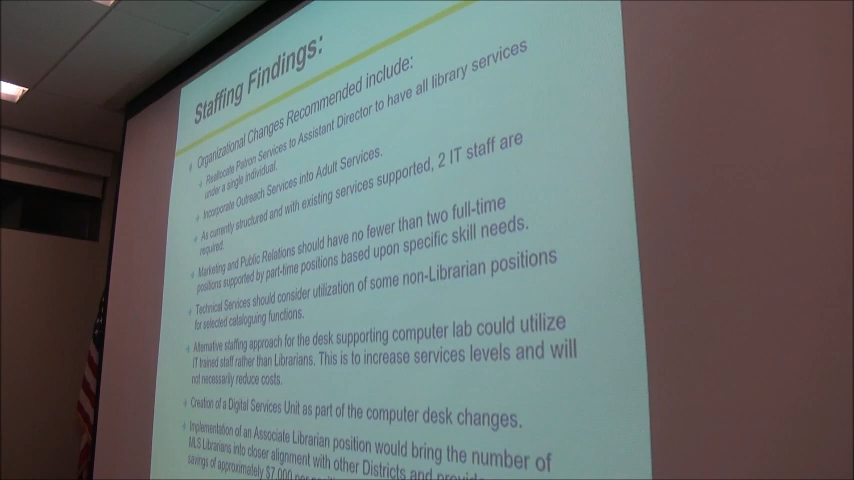 Staffing Findings:
Organizational Changes Recommended include:
Reallocate Patron Services to Assistant Director to have all library services
under a single individual.
Incorporate Outreach Services into Adult Services.
As currently structured and with existing services supported, 2 IT staff are
required.
Marketing and Public Relations should have no fewer than two full-time
positions supported by part-time positions based upon specific skill needs.
Technical Services should consider utilization of some non-Librarian positions
for selected cataloguing functions.
Alternative staffing approach for the desk supporting computer lab could utilize
IT trained staff rather than Librarians. This is to increase services levels and will
not necessarily reduce costs.
Creation of a Digital Services Unit as part of the computer desk changes.
Implementation of an Associate Librarian position would bring the number of
MLS Librarians into closer alignment with other Districts and
savings of approximately $7,000 per